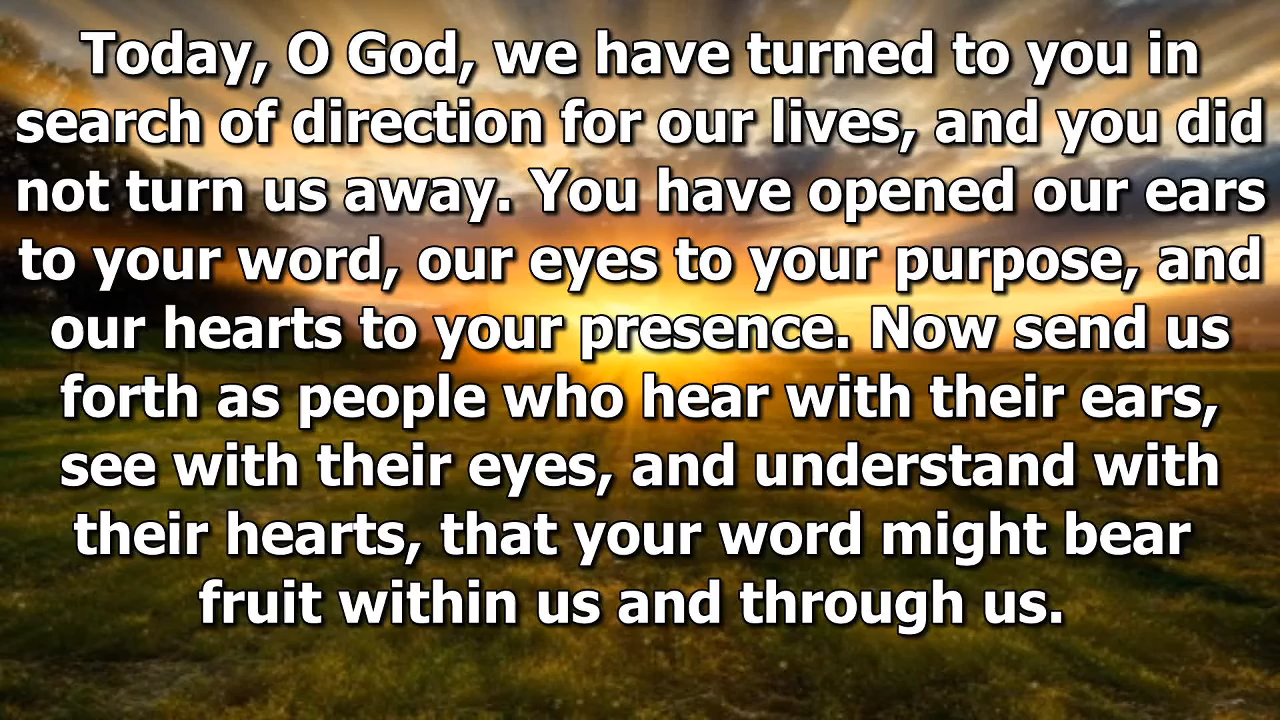 Today, O God, we have turned to you in
search of direction for our lives, and you did
not turn us away. You have opened our ears
to your word, our eyes to your purpose, and
our hearts to your presence. Now send us
forth as people who hear with their ears,
see with their eyes, and understand with
their hearts, that your word might bear
fruit within us and through us.